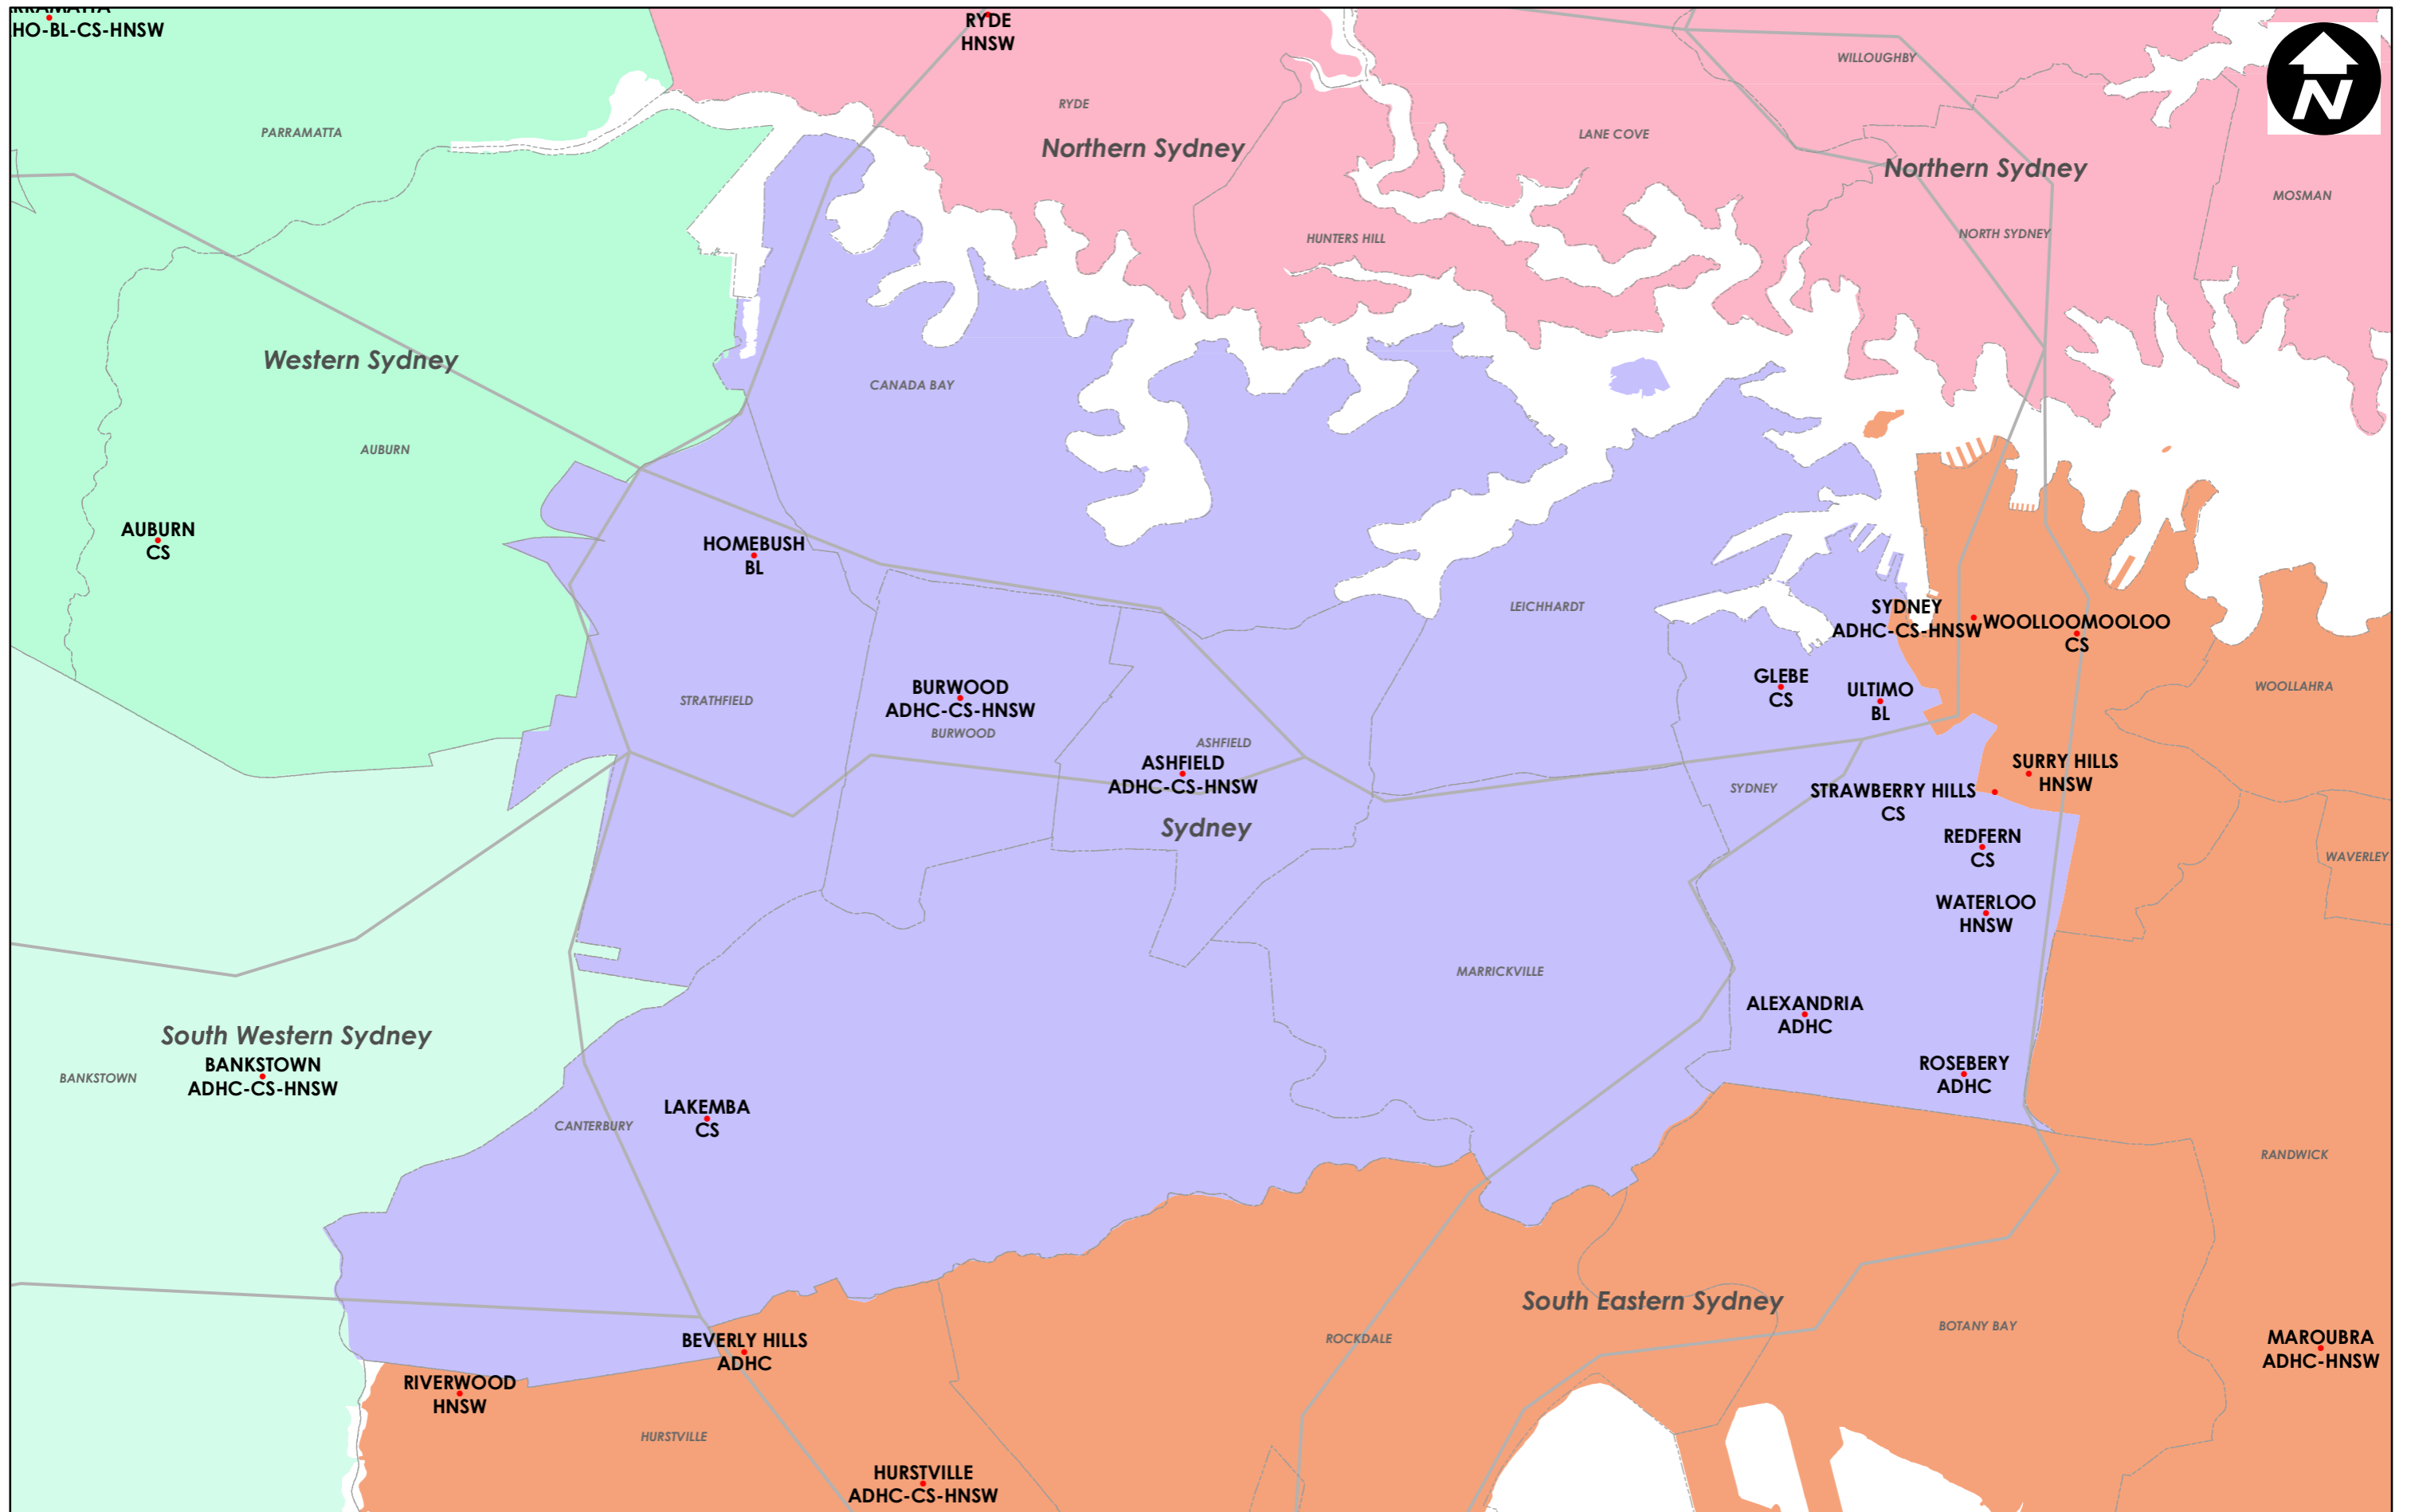 HO-BL-CS-HNSW
RYDE
HNSW
WILLOUGHBY
N
RYDE
PARRAMATTA
LANE COVE
Northern Sydney
Northern Sydney
MOSMAN
HUNTERS HILL
NORTH SYDNEY
Western Sydney
CANADA BAY
AUBURN
AUBURN
CS
HOMEBUSH
BL
LEICHHARDT
SYDNEY
ADHC-CS-HNSW
WOOLLOOMOOLOO
CS
GLEBE
CS
ULTIMO
BL
WOOLLAHRA
STRATHFIELD
BURWOOD
ADHC-CS-HNSW
BURWOOD
ASHFIELD
ASHFIELD
ADHC-CS-HNSW
SURRY HILLS
HNSW
SYDNEY
STRAWBERRY HILLS
CS
Sydney
REDFERN
CS
WAVERLEY
WATERLOO
HNSW
MARRICKVILLE
ALEXANDRIA
ADHC
South Western Sydney
BANKSTOWN
ADHC-CS-HNSW
BANKSTOWN
ROSEBERY
ADHC
LAKEMBA
CS
CANTERBURY
RANDWICK
South Eastern Sydney
BOTANY BAY
ROCKDALE
BEVERLY HILLS
ADHC
MAROUBRA
ADHC-HNSW
RIVERWOOD
HNSW
HURSTVILLE
HURSTVILLE
ADHC-CS-HNSW